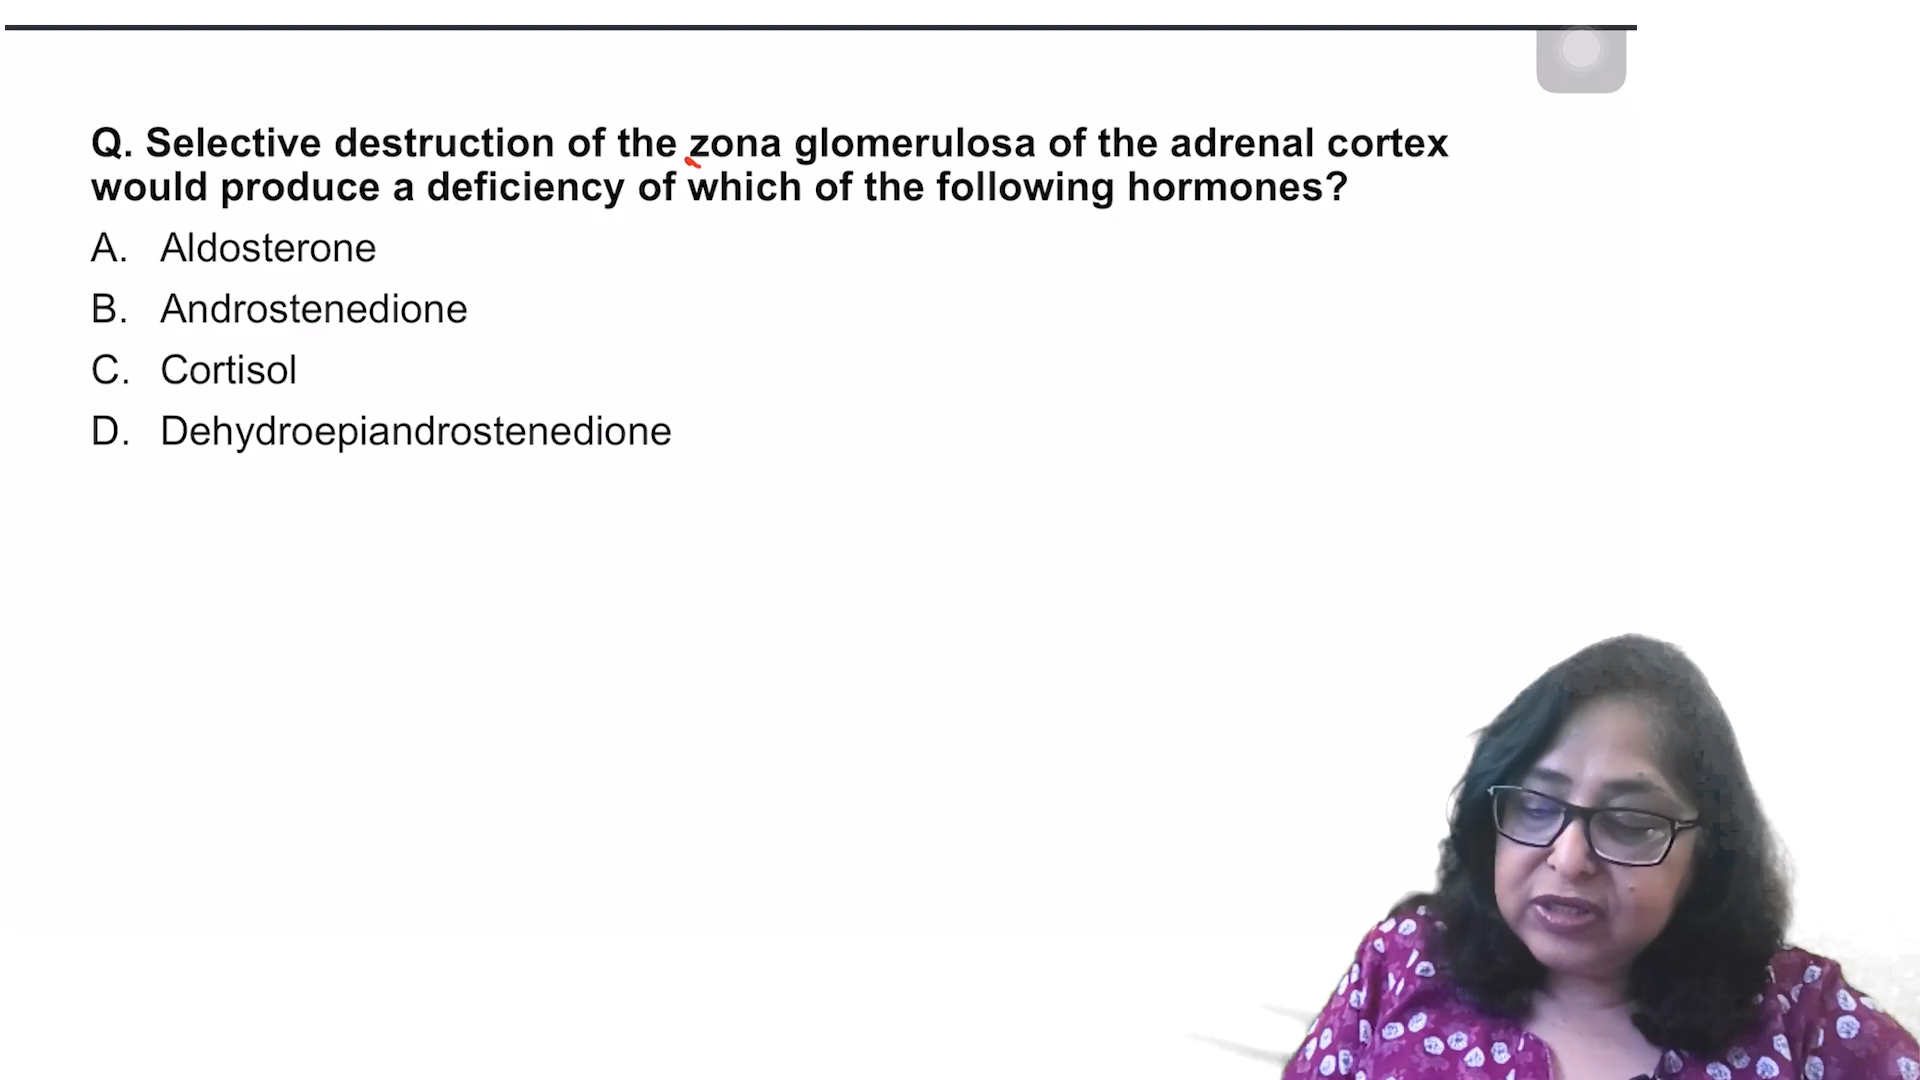 Q. Selective destruction of the zona glomerulosa of the adrenal cortex
would produce a deficiency of which of the following hormones?
A. Aldosterone
B. Androstenedione
C. Cortisol
D. Dehydroepiandrostenedione